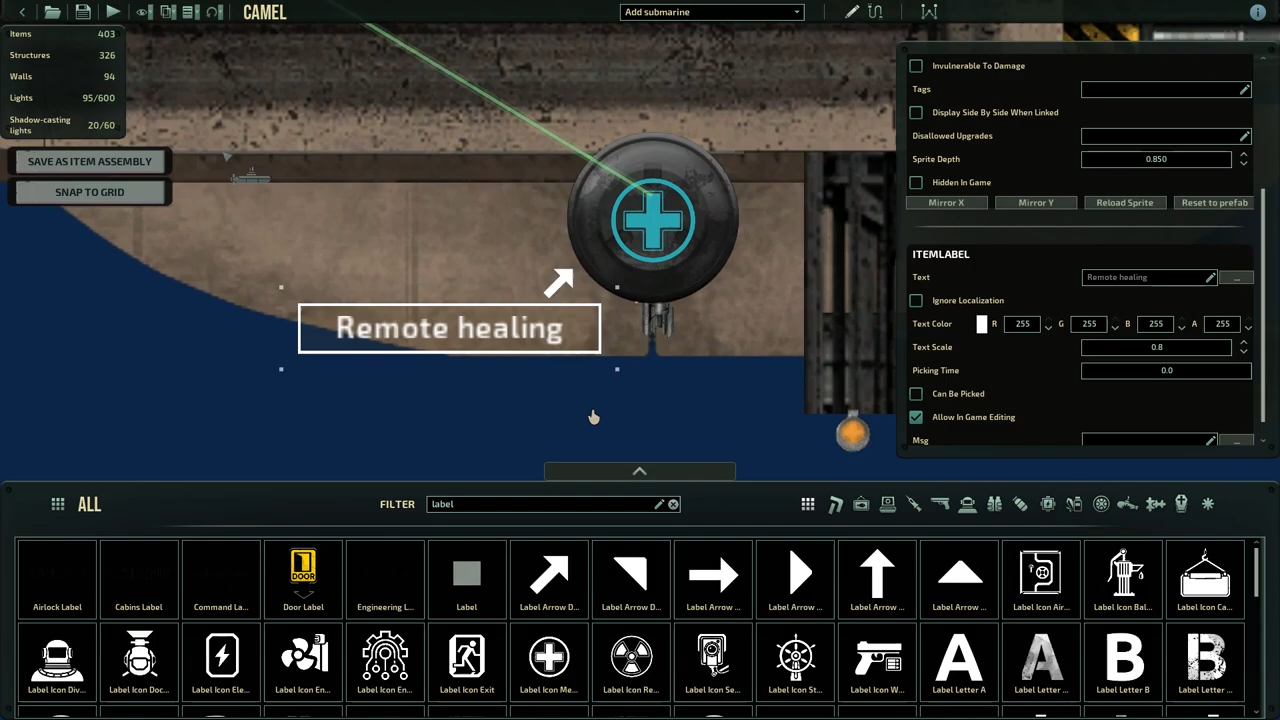 CAMEL
Add submarine
Items 403
Structures 326
Walls 94
Lights 95/600
Shadow-casting lights 20/60
SAVE AS ITEM ASSEMBLY
SNAP TO GRID
Remote healing
Invulnerable To Damage
Tags
Display Side By Side When Linked
Disallowed Upgrades
Sprite Depth 0.850
Hidden In Game
Mirror X Mirror Y Reload Sprite Reset to prefab
ITEMLABEL
Text Remote healing ...
Ignore Localization
Text Color R 255 G 255 B 255 A 255
Text Scale 0.8
Picking Time 0.0
Can Be Picked
Allow In Game Editing
Msg ...
ALL
FILTER label
DOOR
Airlock Label Cabins Label Command La... Door Label Engineering L... Label Label Arrow D... Label Arrow D... Label Arrow ... Label Arrow ... Label Arrow ... Label Arrow ... Label Icon Air... Label Icon Bal... Label Icon Ca...
A A B B
Label Icon Div... Label Icon Doc... Label Icon Ele... Label Icon En... Label Icon En... Label Icon Exit Label Icon Me... Label Icon Re... Label Icon Se... Label Icon St... Label Icon W... Label Letter A Label Letter ... Label Letter B Label Letter ...